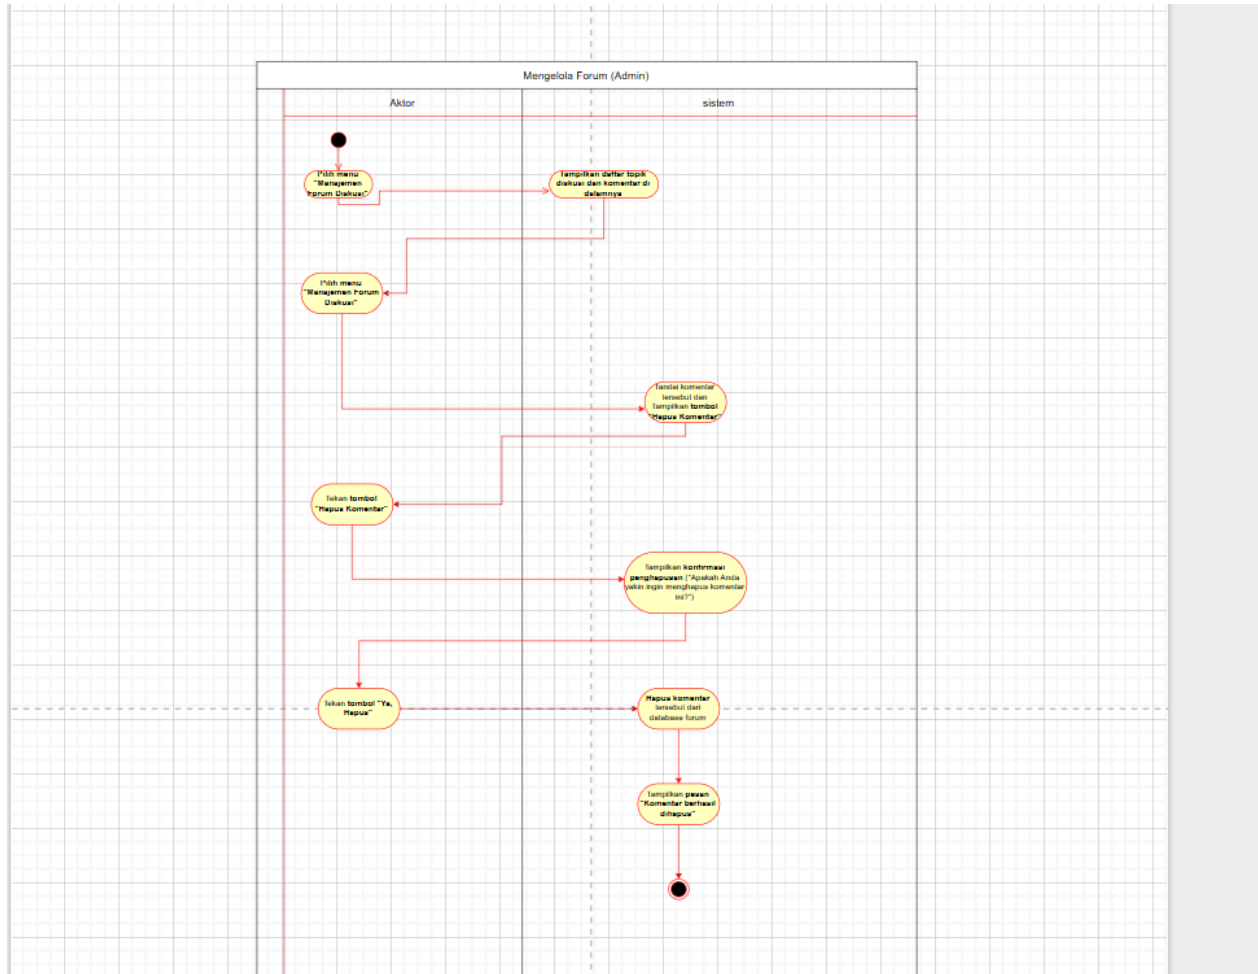 Mengelola Forum (Admin)
Aktor
sistem
Pilih menu
"Manajemen
Forum Diskusi"
Tampilkan daftar topik
diskusi dan komentar di
dalamnya
Pilih menu
"Manajemen Forum
Diskusi"
Tandai komentar
tersebut dan
Tampilkan tombol
"Hapus Komentar"
Tekan tombol
"Hapus Komentar"
Tampilkan konfirmasi
penghapusan ("Apakah Anda
yakin ingin menghapus komentar
ini?")
Tekan tombol "Ya,
Hapus"
Hapus komentar
tersebut dari
database forum
Tampilkan pesan
"Komentar berhasil
dihapus"